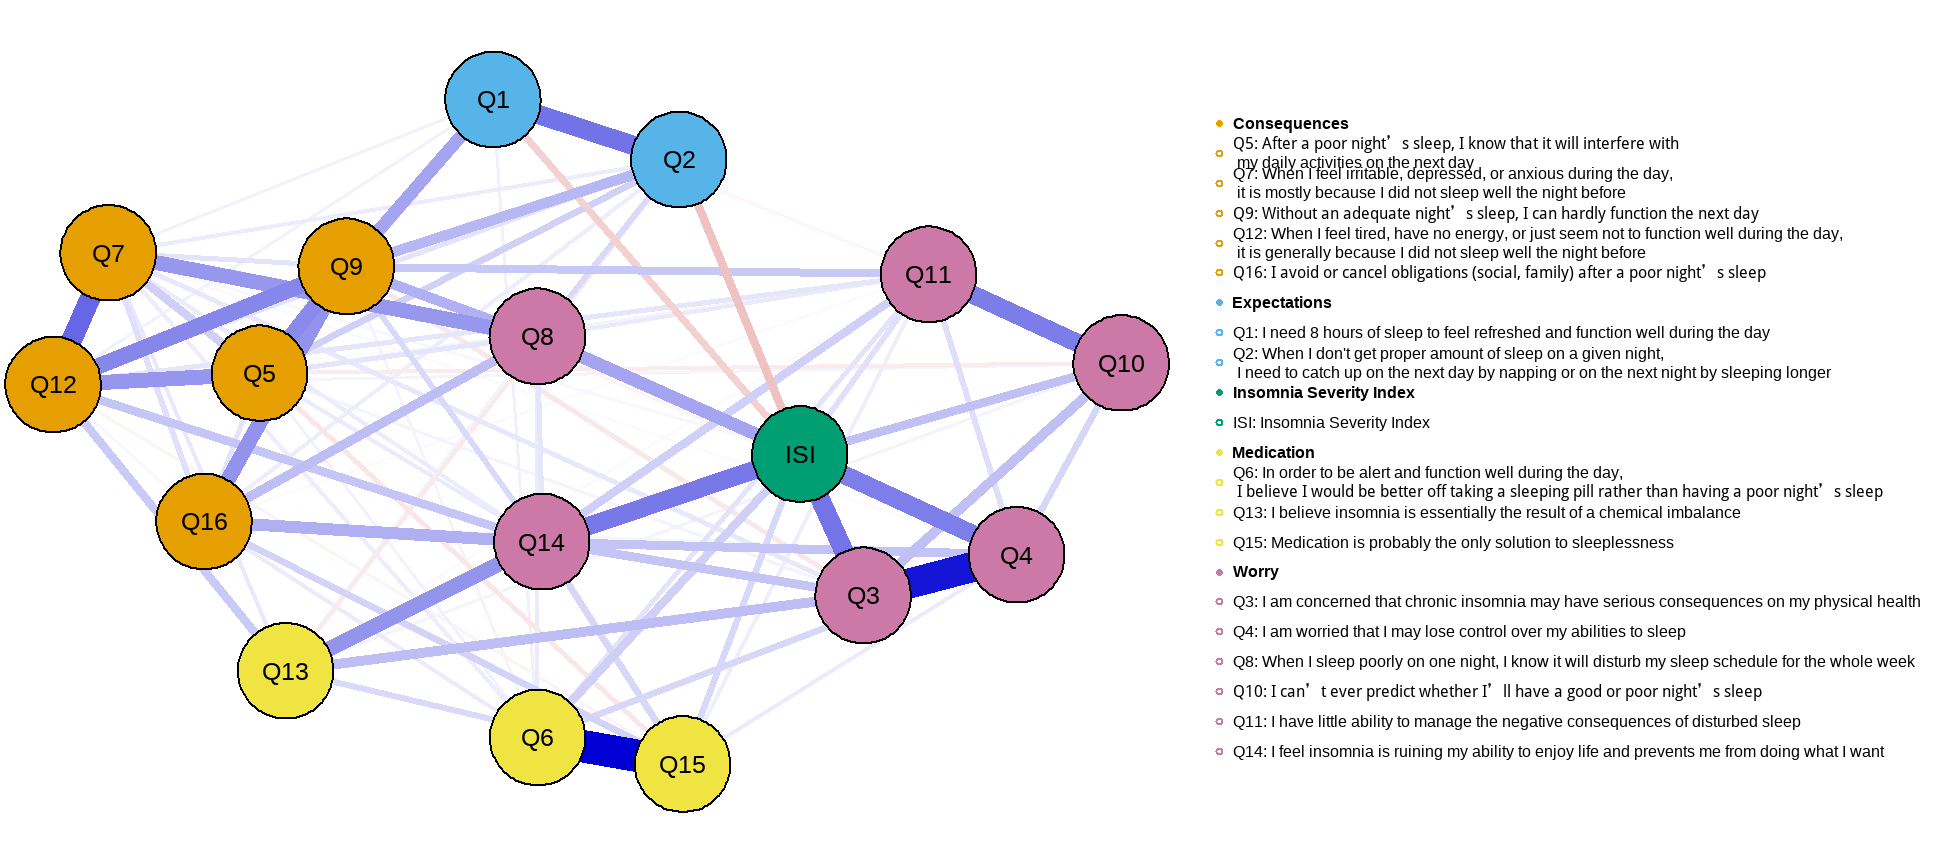 Q1
Q2
Q7
Q9
Q11
Q8
Q10
Q12
Q5
ISI
Q16
Q14
Q4
Q3
Q13
Q6
Q15
Consequences
Q5: After a poor night’s sleep, I know that it will interfere with
my daily activities on the next day
Q7: When I feel irritable, depressed, or anxious during the day,
it is mostly because I did not sleep well the night before
Q9: Without an adequate night’s sleep, I can hardly function the next day
Q12: When I feel tired, have no energy, or just seem not to function well during the day,
it is generally because I did not sleep well the night before
Q16: I avoid or cancel obligations (social, family) after a poor night’s sleep
Expectations
Q1: I need 8 hours of sleep to feel refreshed and function well during the day
Q2: When I don't get proper amount of sleep on a given night,
I need to catch up on the next day by napping or on the next night by sleeping longer
Insomnia Severity Index
ISI: Insomnia Severity Index
Medication
Q6: In order to be alert and function well during the day,
I believe I would be better off taking a sleeping pill rather than having a poor night’s sleep
Q13: I believe insomnia is essentially the result of a chemical imbalance
Q15: Medication is probably the only solution to sleeplessness
Worry
Q3: I am concerned that chronic insomnia may have serious consequences on my physical health
Q4: I am worried that I may lose control over my abilities to sleep
Q8: When I sleep poorly on one night, I know it will disturb my sleep schedule for the whole week
Q10: I can’t ever predict whether I’ll have a good or poor night’s sleep
Q11: I have little ability to manage the negative consequences of disturbed sleep
Q14: I feel insomnia is ruining my ability to enjoy life and prevents me from doing what I want